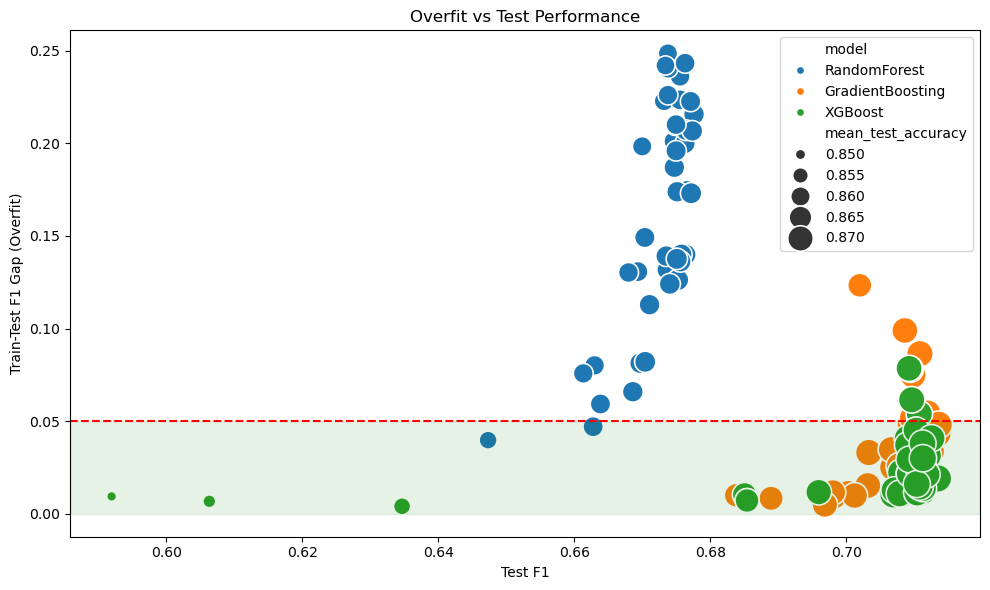 Overfit vs Test Performance
Train-Test F1 Gap (Overfit)
0.25
0.20
0.15
0.10
0.05
0.00
0.60
0.62
0.64
0.66
0.68
0.70
Test F1
model
RandomForest
GradientBoosting
XGBoost
mean_test_accuracy
0.850
0.855
0.860
0.865
0.870